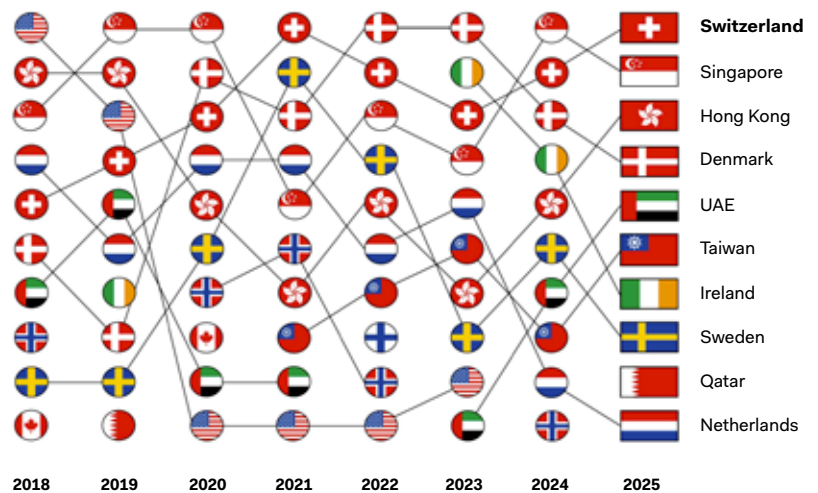 Switzerland
Singapore
Hong Kong
Denmark
UAE
Taiwan
Ireland
Sweden
Qatar
Netherlands
2018 2019 2020 2021 2022 2023 2024 2025